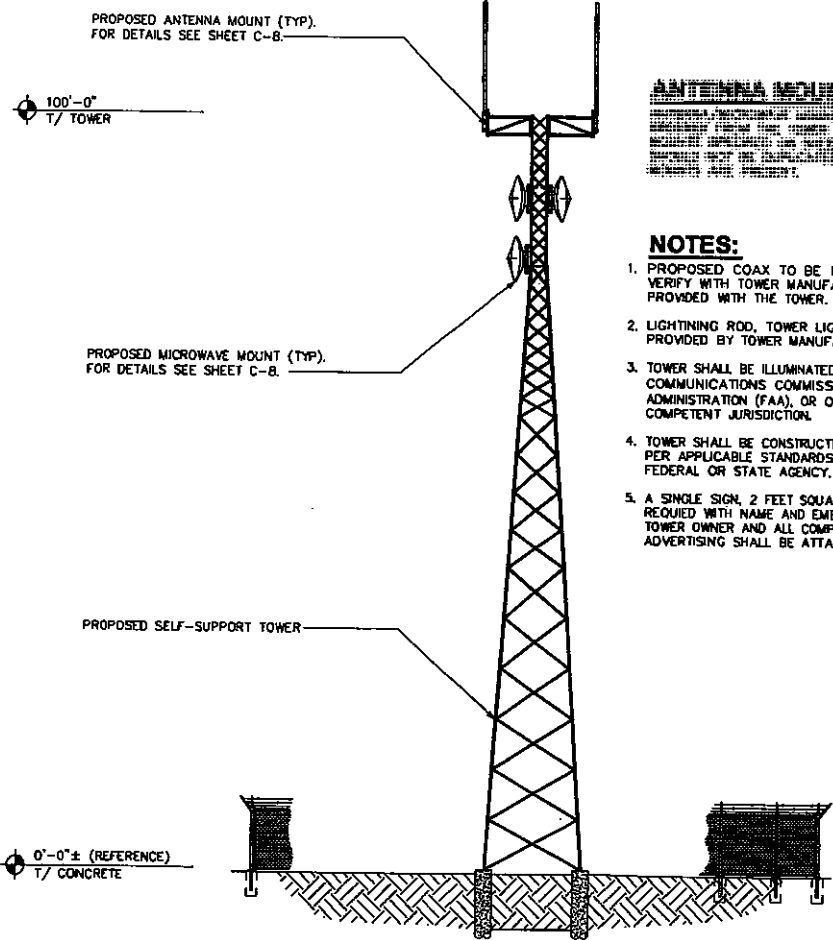 PROPOSED ANTENNA MOUNT (TYP).
FOR DETAILS SEE SHEET C-8.
100'-0"
T/ TOWER
ANTENNA
NOTES:
1. PROPOSED COAX TO BE
VERIFY WITH TOWER MANUFA
PROVIDED WITH THE TOWER.
2. LIGHTINING ROD, TOWER LIG
PROVIDED BY TOWER MANUF
3. TOWER SHALL BE ILLUMINATED
COMMUNICATIONS COMMISS
ADMINISTRATION (FAA), OR O
COMPETENT JURISDICTION.
4. TOWER SHALL BE CONSTRUCTI
PER APPLICABLE STANDARDS
FEDERAL OR STATE AGENCY.
5. A SINGLE SIGN, 2 FEET SQUA
REQUIED WITH NAME AND EME
TOWER OWNER AND ALL COMP
ADVERTISING SHALL BE ATTA
PROPOSED MICROWAVE MOUNT (TYP).
FOR DETAILS SEE SHEET C-8.
PROPOSED SELF-SUPPORT TOWER
0'-0"± (REFERENCE)
T/ CONCRETE